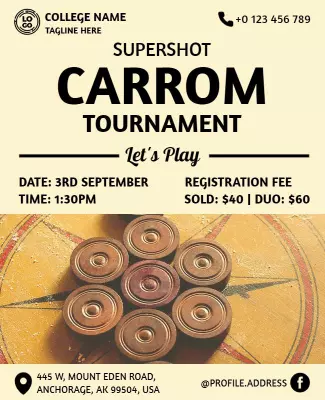 LOGO
COLLEGE NAME
TAGLINE HERE
+0 123 456 789
SUPERSHOT
CARROM
TOURNAMENT
Let's Play
DATE: 3RD SEPTEMBER
TIME: 1:30PM
REGISTRATION FEE
SOLD: $40 | DUO: $60
445 W, MOUNT EDEN ROAD,
ANCHORAGE, AK 99504, USA
@PROFILE.ADDRESS